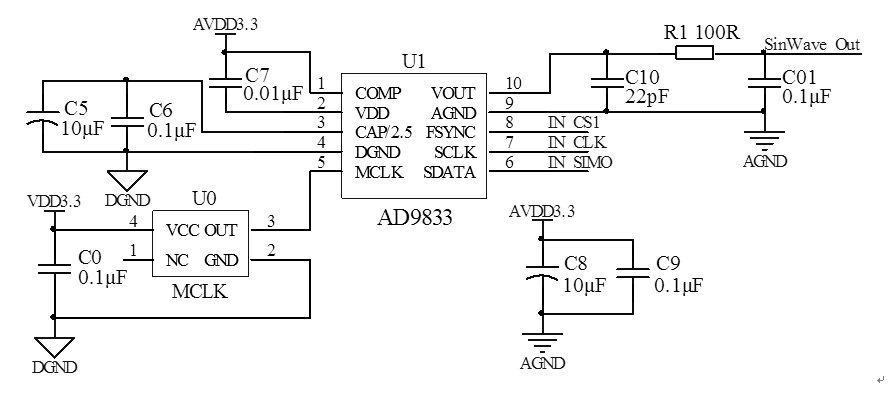 AVDD3.3
R1 100R
SinWave Out
U1
C7
0.01μF
C10
22pF
C01
0.1μF
C5
10μF
C6
0.1μF
1
2
3
4
5
COMP
VDD
CAP/2.5
DGND
MCLK
VOUT
AGND
FSYNC
SCLK
SDATA
10
9
8
7
6
IN CS1
IN CLK
IN SIMO
AGND
DGND
AD9833
VDD3.3
U0
4
1
VCC OUT
NC GND
3
2
MCLK
C0
0.1μF
DGND
AVDD3.3
C8
10μF
C9
0.1μF
AGND